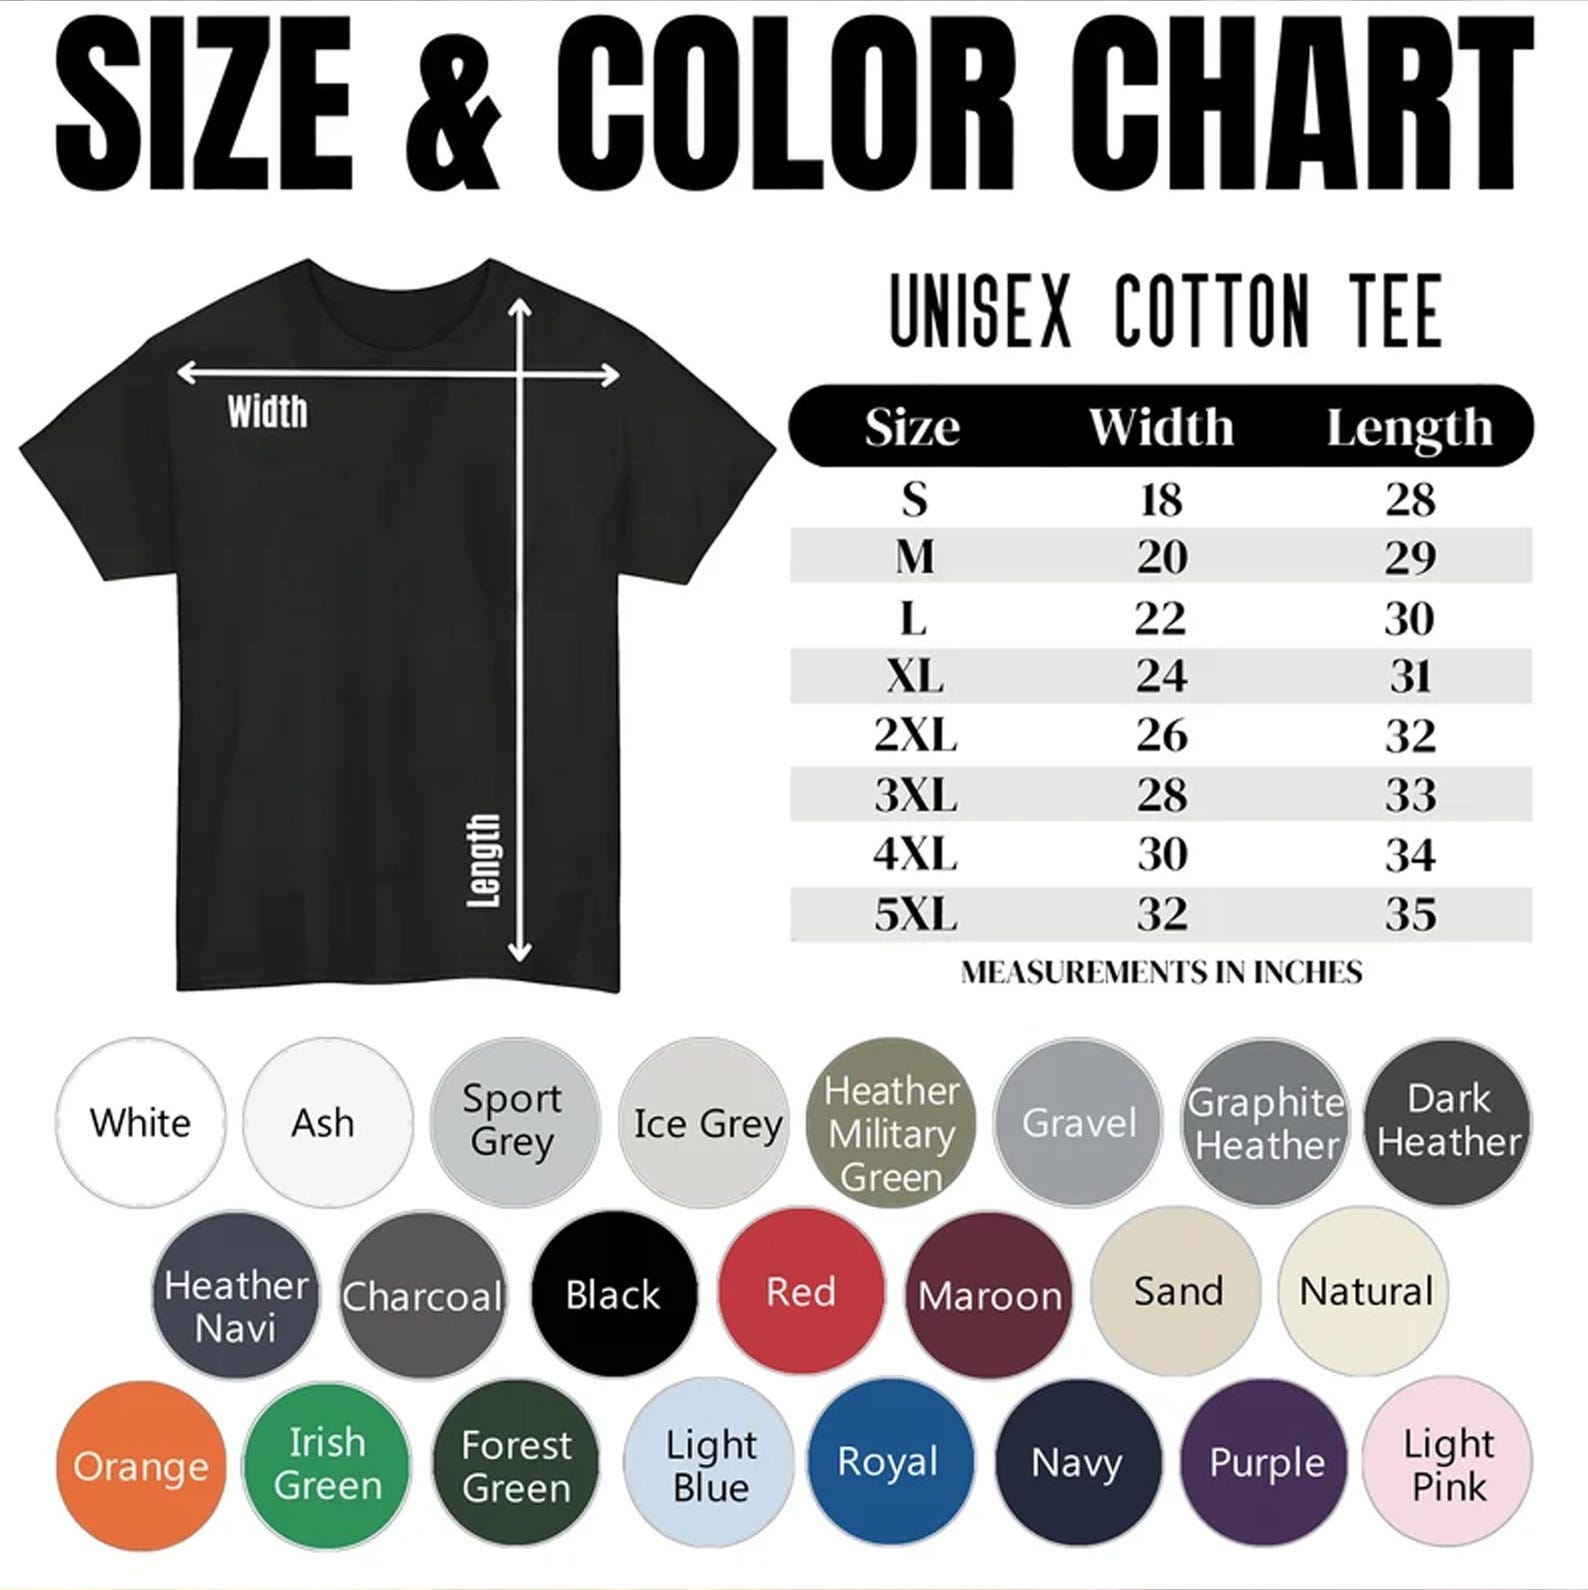 SIZE & COLOR CHART
UNISEX COTTON TEE
Width
Length
Size Width Length
S 18 28
M 20 29
L 22 30
XL 24 31
2XL 26 32
3XL 28 33
4XL 30 34
5XL 32 35
MEASUREMENTS IN INCHES
White
Ash
Sport
Grey
Ice Grey
Heather
Military
Green
Gravel
Graphite
Heather
Dark
Heather
Heather
Navi
Charcoal
Black
Red
Maroon
Sand
Natural
Orange
Irish
Green
Forest
Green
Light
Blue
Royal
Navy
Purple
Light
Pink